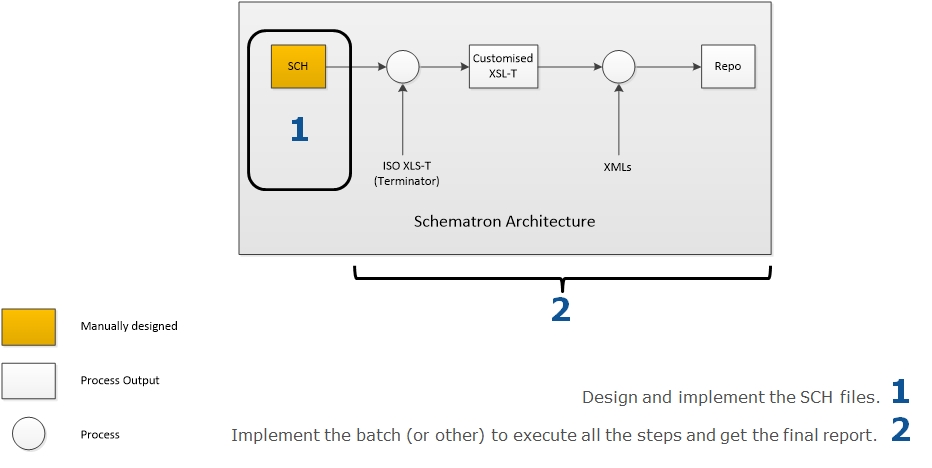 SCH
Customised
XSL-T
Repo
1
ISO XLS-T
(Terminator)
XMLs
Schematron Architecture
2
Manually designed
Process Output
Process
Design and implement the SCH files. 1
Implement the batch (or other) to execute all the steps and get the final report. 2